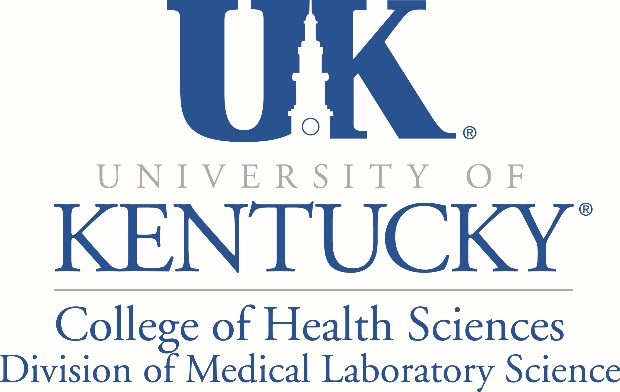 UK®
UNIVERSITY OF
KENTUCKY®
College of Health Sciences
Division of Medical Laboratory Science